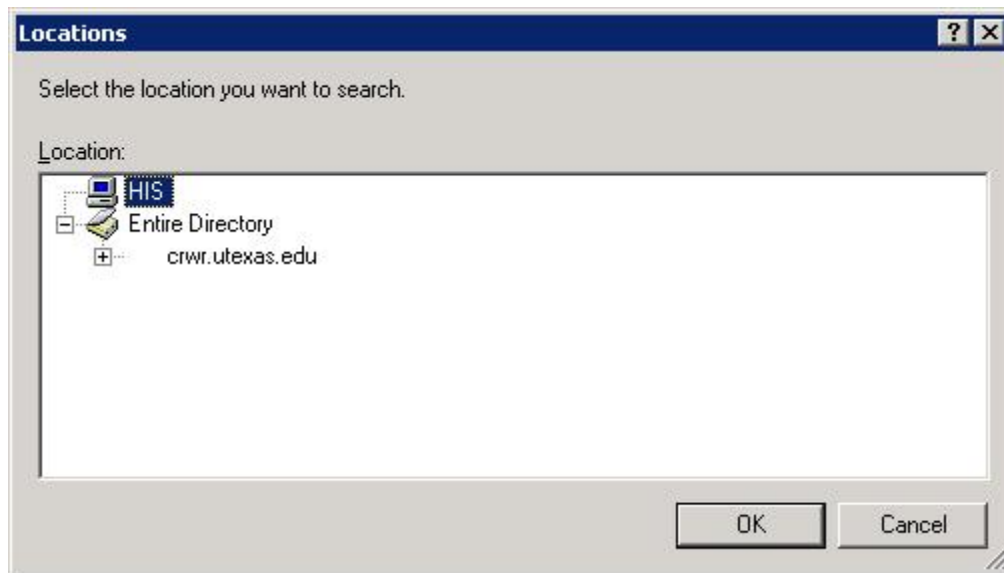 Locations
Select the location you want to search.
Location:
HIS
Entire Directory
crwr.utexas.edu
OK Cancel